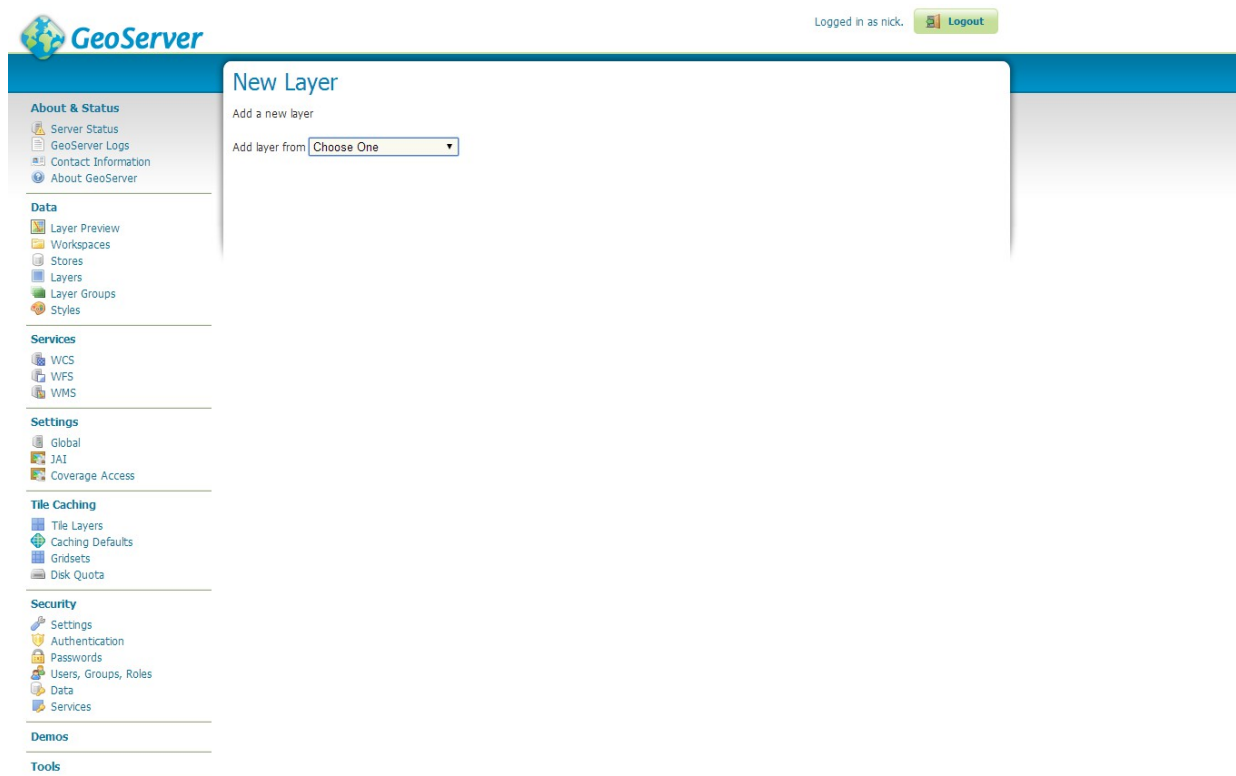 GeoServer
Logged in as nick.
Logout
New Layer
Add a new layer
Add layer from Choose One
About & Status
Server Status
GeoServer Logs
Contact Information
About GeoServer
Data
Layer Preview
Workspaces
Stores
Layers
Layer Groups
Styles
Services
WCS
WFS
WMS
Settings
Global
JAI
Coverage Access
Tile Caching
Tile Layers
Caching Defaults
Gridsets
Disk Quota
Security
Settings
Authentication
Passwords
Users, Groups, Roles
Data
Services
Demos
Tools